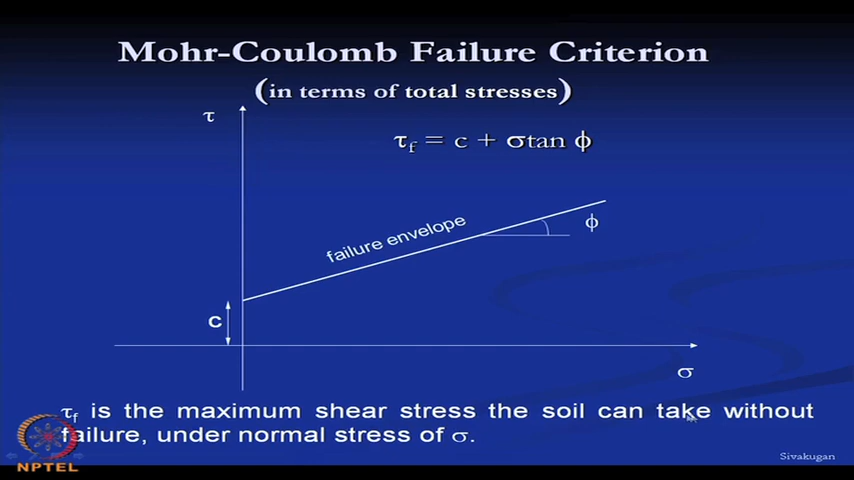 Mohr-Coulomb Failure Criterion
(in terms of total stresses)
τ
τf = c + σtan ϕ
failure envelope
ϕ
c
σ
τf is the maximum shear stress the soil can take without
failure, under normal stress of σ.
NPTEL
Sivakugan